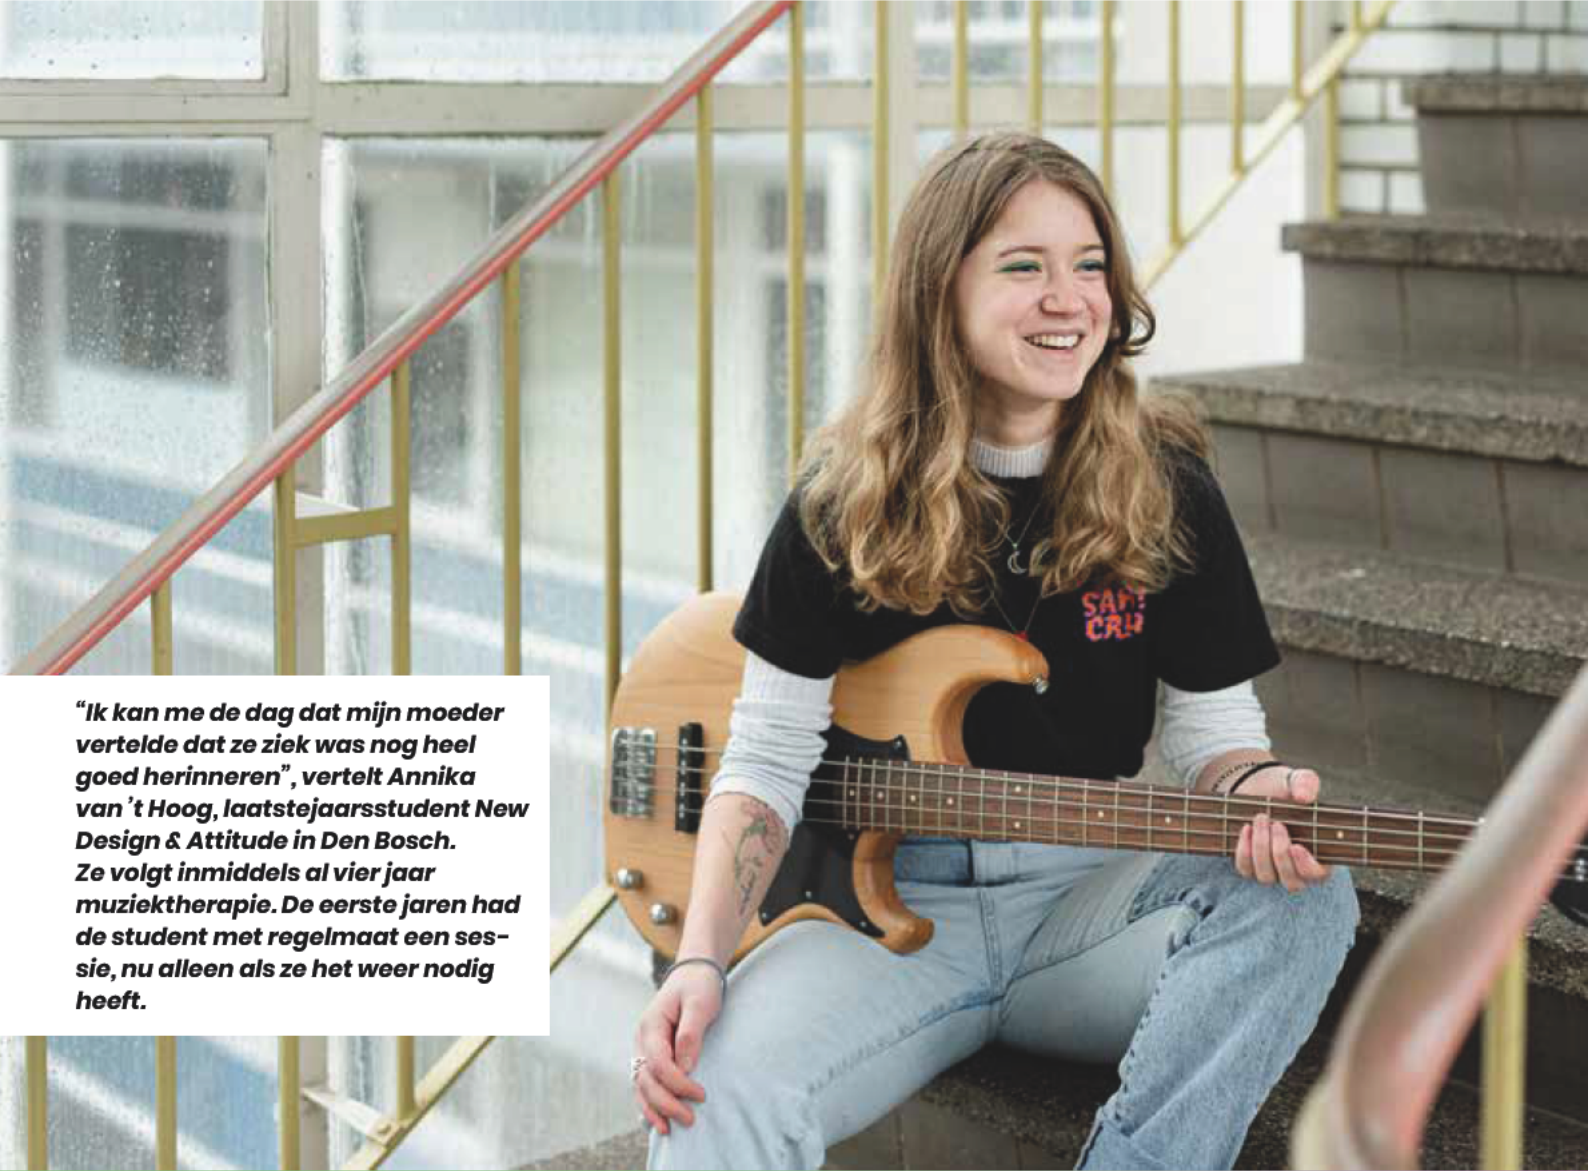 “Ik kan me de dag dat mijn moeder
vertelde dat ze ziek was nog heel
goed herinneren”, vertelt Annika
van ’t Hoog, laatstejaarsstudent New
Design & Attitude in Den Bosch.
Ze volgt inmiddels al vier jaar
muziektherapie. De eerste jaren had
de student met regelmaat een ses-
sie, nu alleen als ze het weer nodig
heeft.